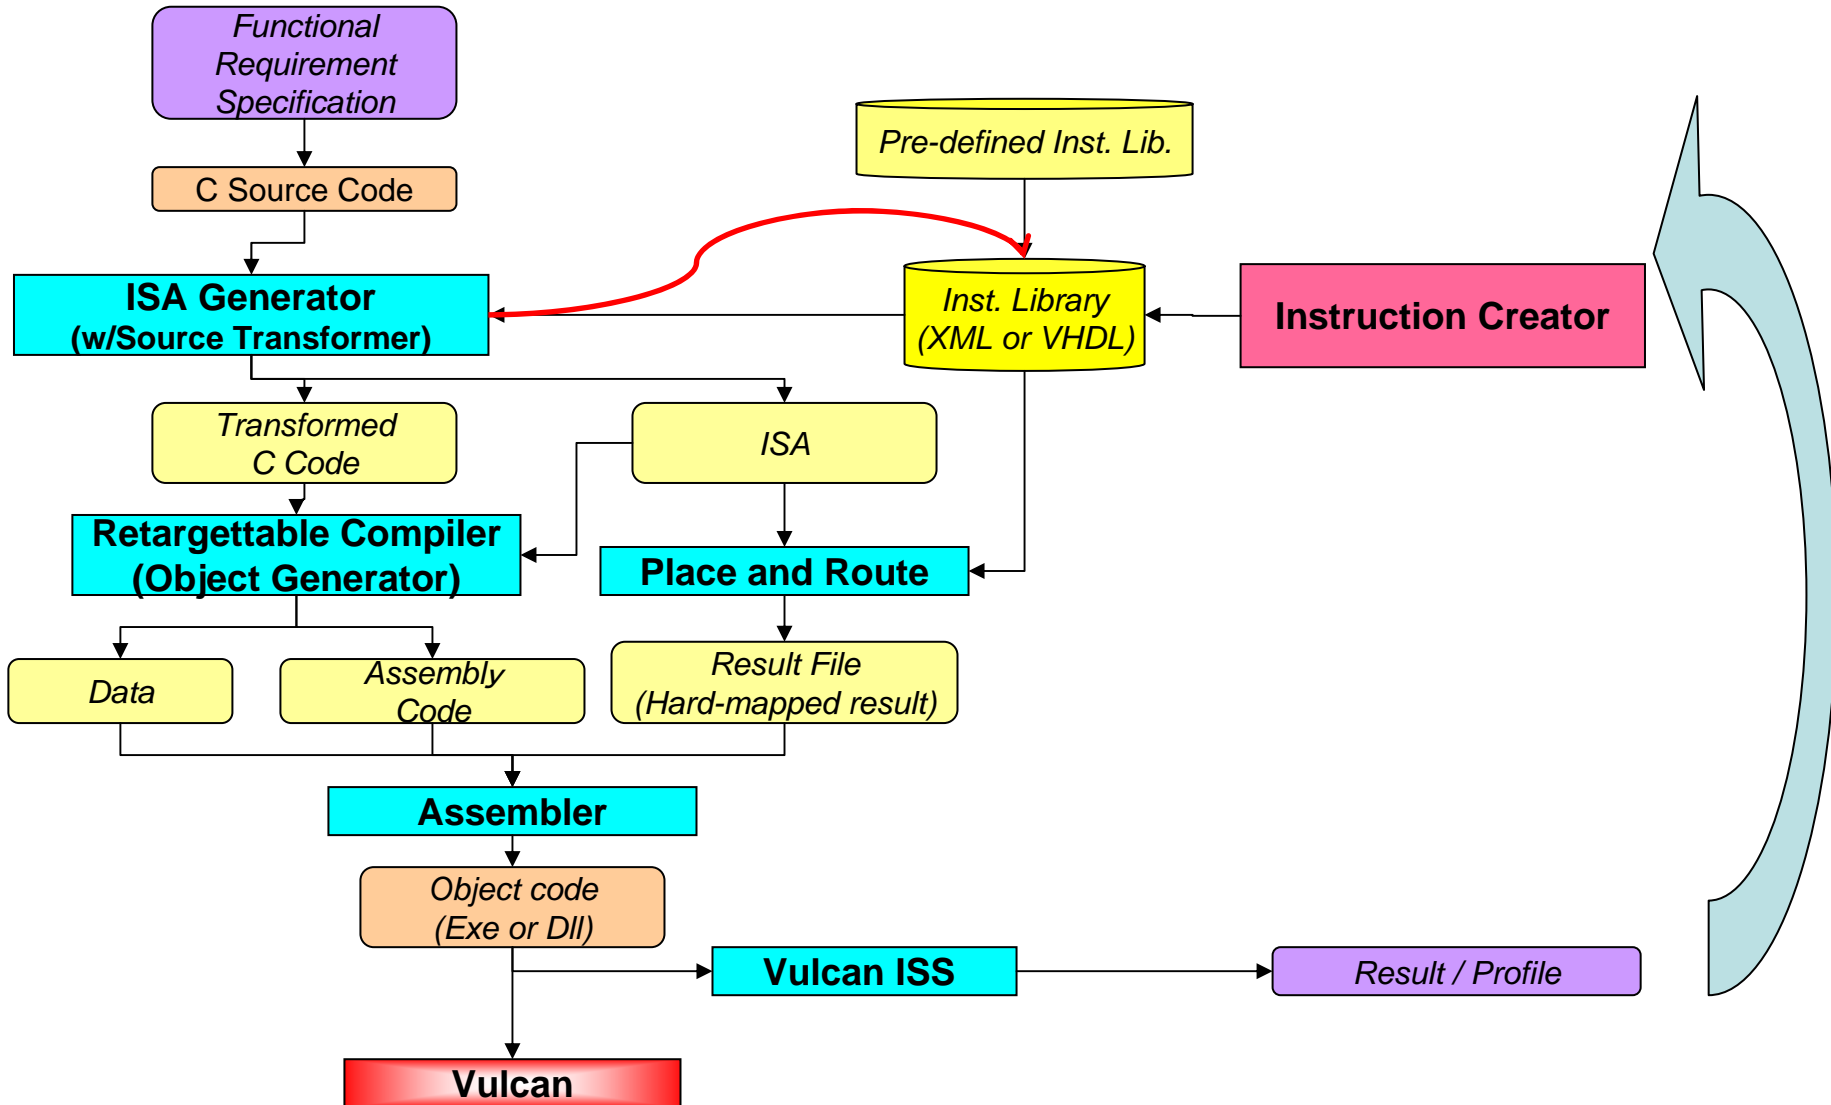 Functional
Requirement
Specification
Pre-defined Inst. Lib.
C Source Code
ISA Generator
(w/Source Transformer)
Inst. Library
(XML or VHDL)
Instruction Creator
Transformed
C Code
ISA
Retargettable Compiler
(Object Generator)
Place and Route
Data
Assembly
Code
Result File
(Hard-mapped result)
Assembler
Object code
(Exe or Dll)
Vulcan ISS
Result / Profile
Vulcan